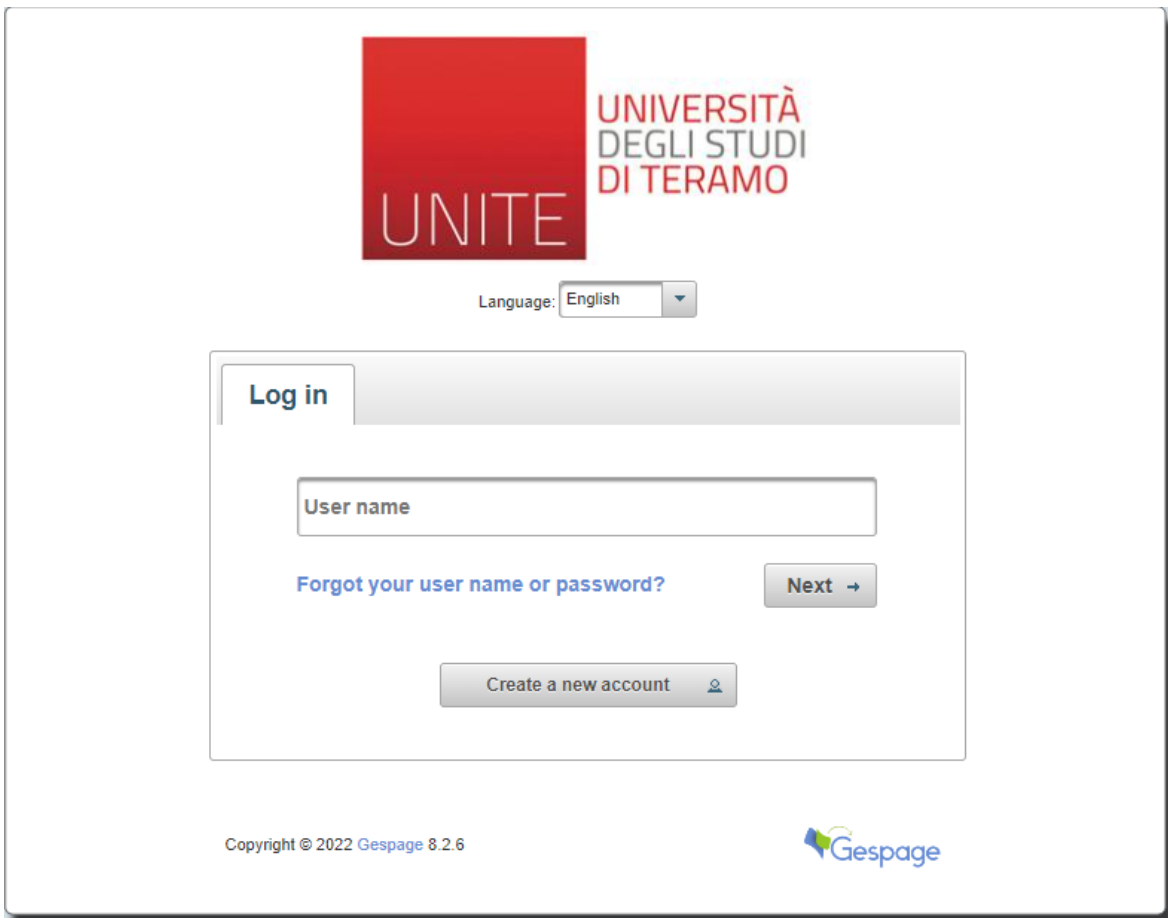 UNITE
UNIVERSITÀ
DEGLI STUDI
DI TERAMO
Language: English
Log in
User name
Forgot your user name or password?
Next
Create a new account
Copyright © 2022 Gespage 8.2.6
Gespage